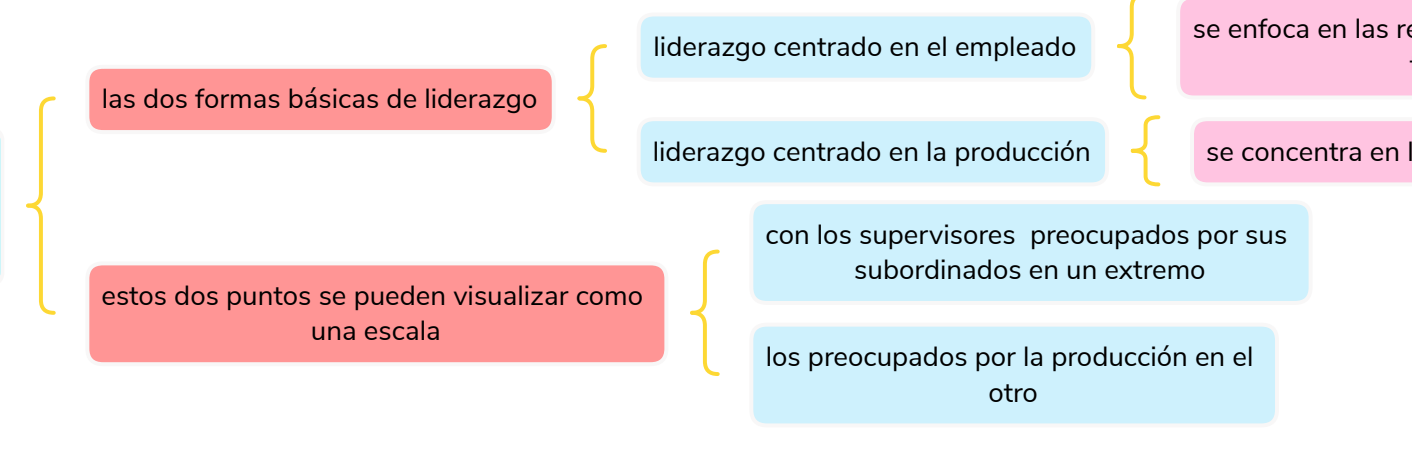 las dos formas básicas de liderazgo
liderazgo centrado en el empleado
se enfoca en las
liderazgo centrado en la producción
se concentra en
estos dos puntos se pueden visualizar como
una escala
con los supervisores preocupados por sus
subordinados en un extremo
los preocupados por la producción en el
otro